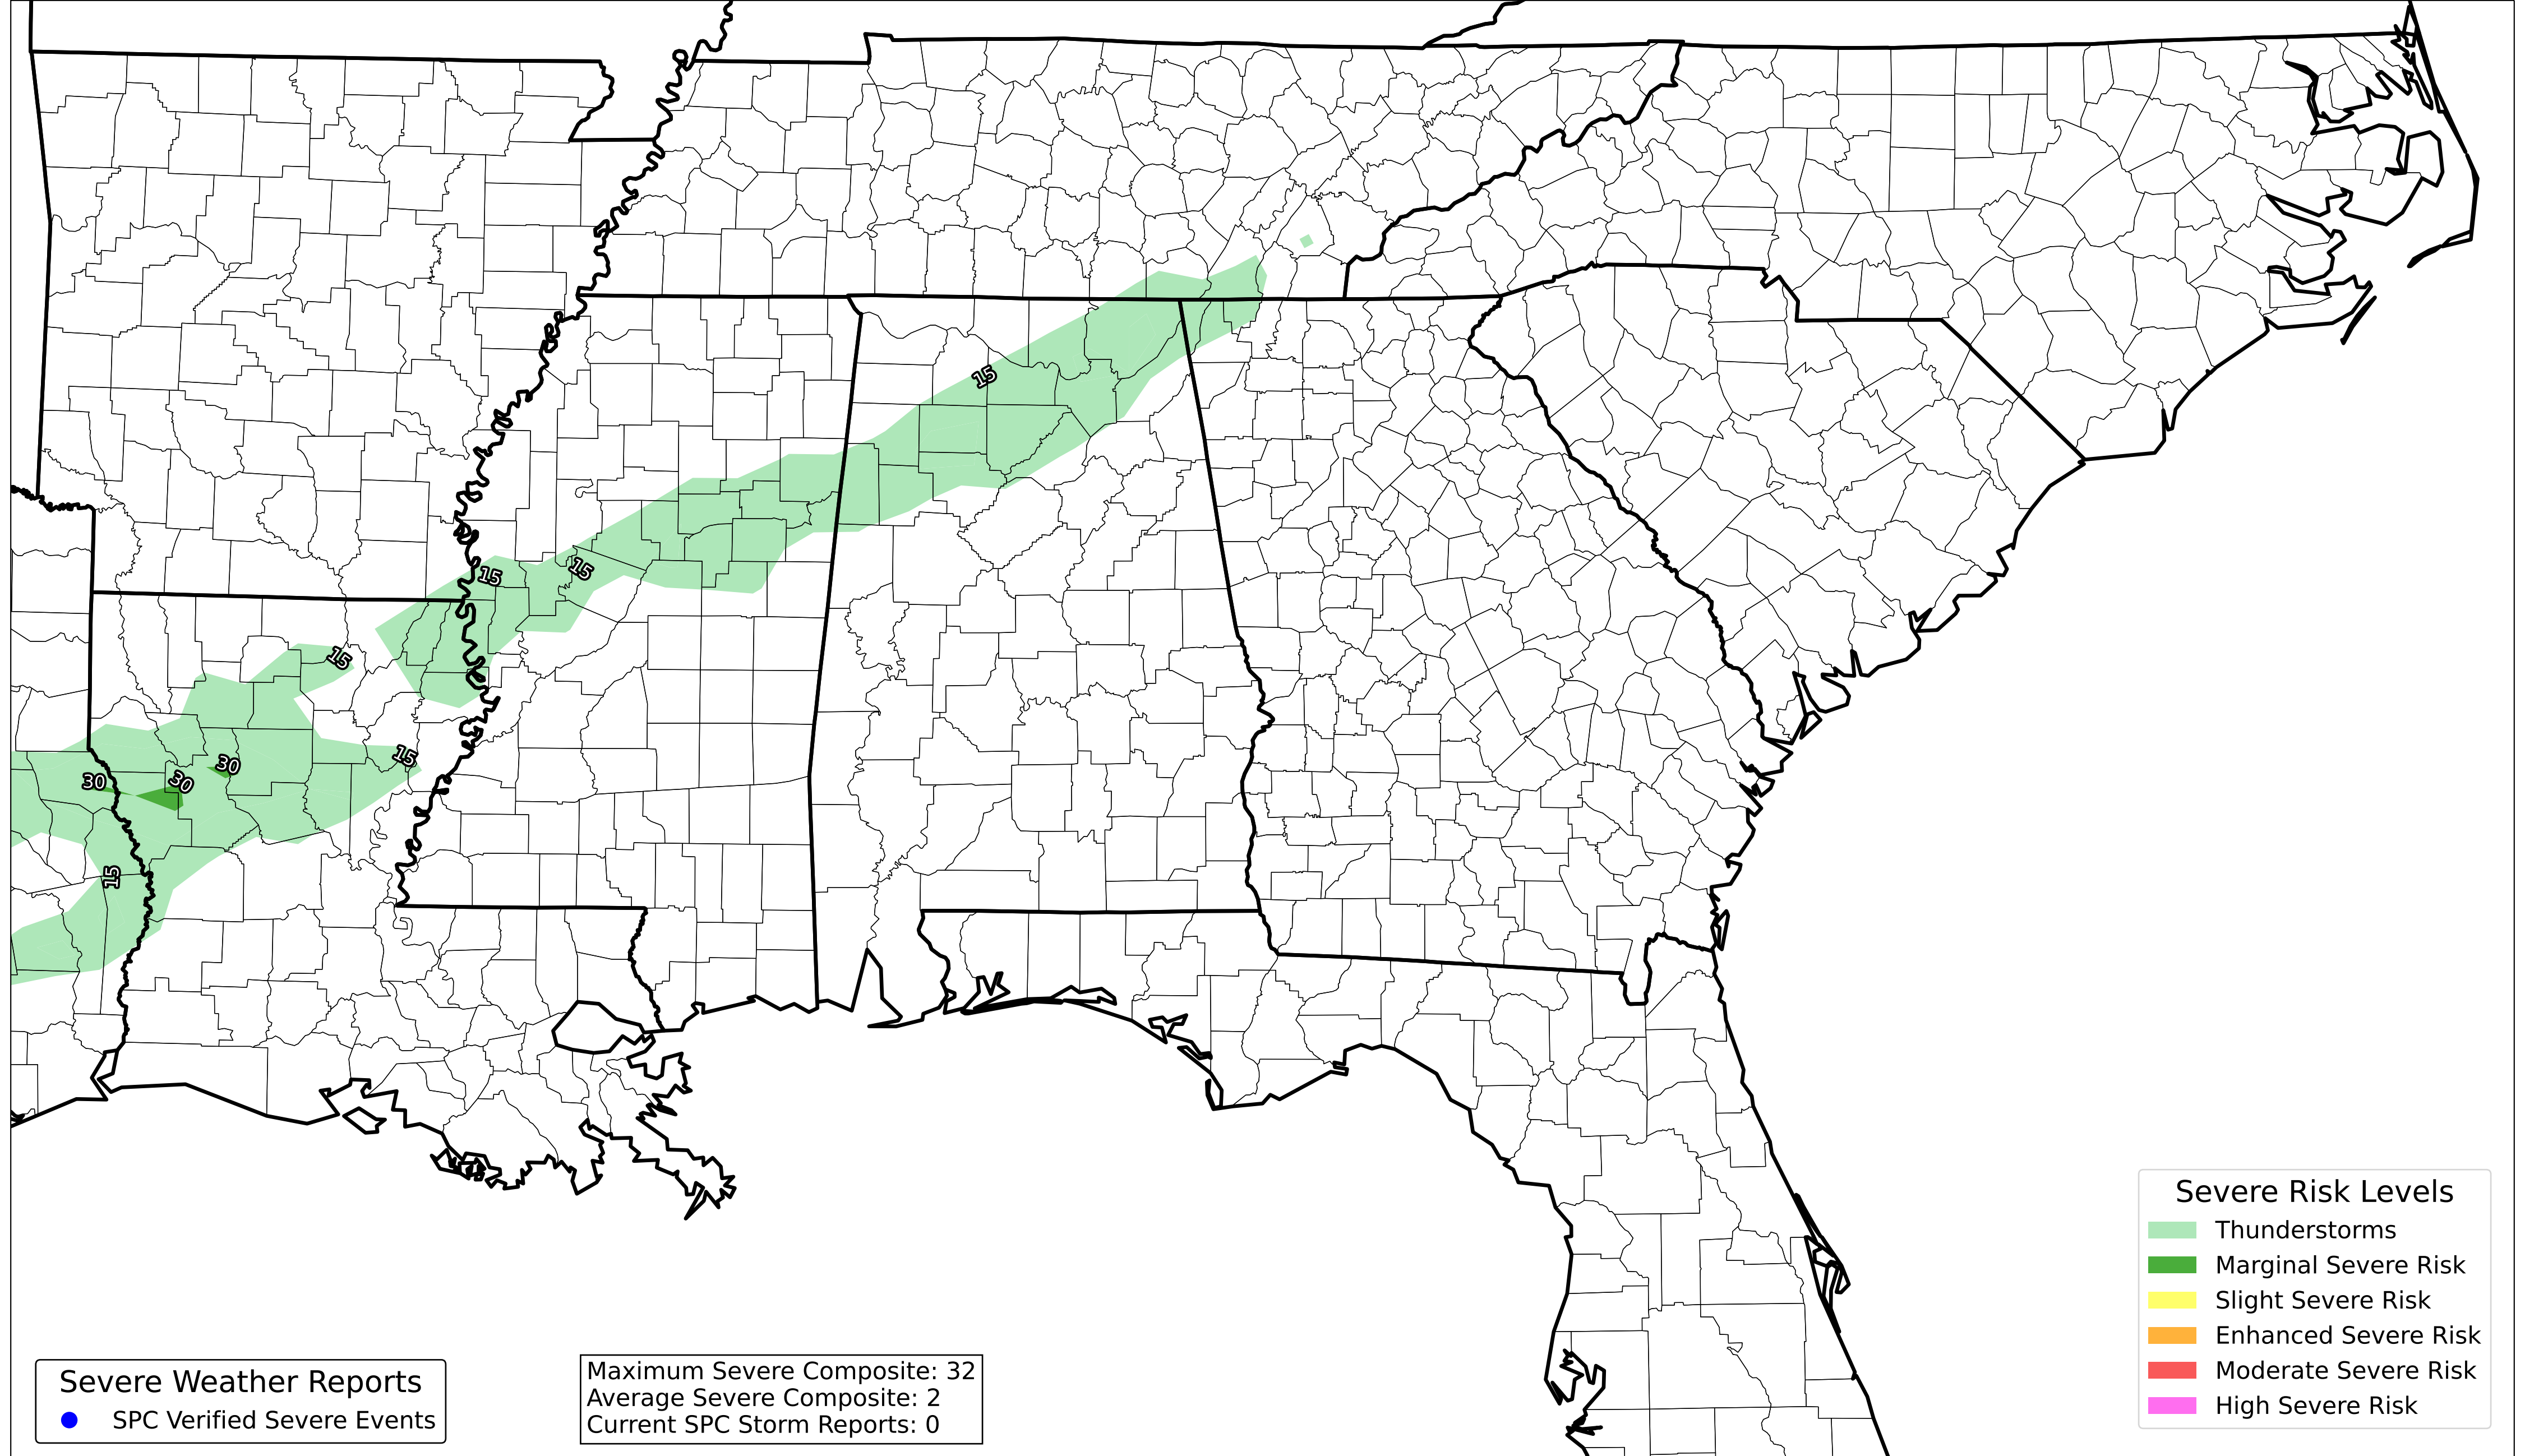 15
15
15
15
15
30
30
30
15
Severe Risk Levels
Thunderstorms
Marginal Severe Risk
Slight Severe Risk
Enhanced Severe Risk
Moderate Severe Risk
High Severe Risk
Severe Weather Reports
SPC Verified Severe Events
Maximum Severe Composite: 32
Average Severe Composite: 2
Current SPC Storm Reports: 0